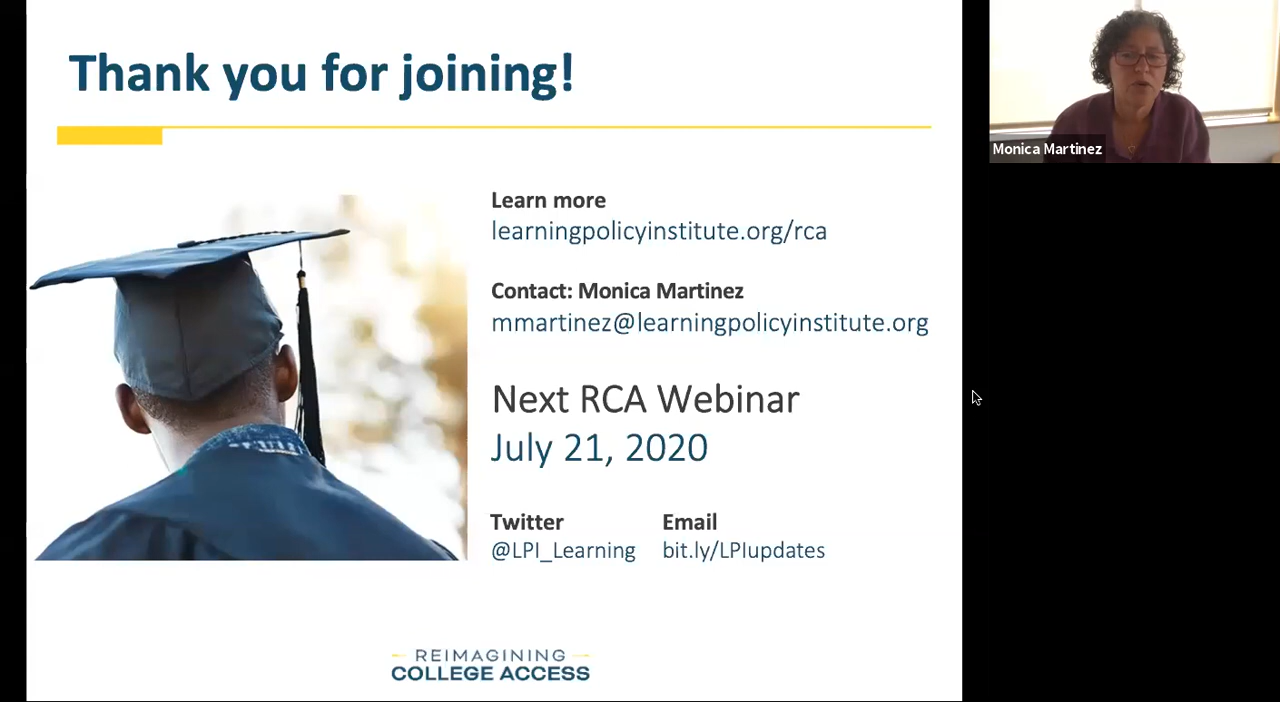 Thank you for joining!
Learn more
learningpolicyinstitute.org/rca
Contact: Monica Martinez
mmartinez@learningpolicyinstitute.org
Next RCA Webinar
July 21, 2020
Twitter
@LPI_Learning
Email
bit.ly/LPIupdates
REIMAGINING
COLLEGE ACCESS
Monica Martinez